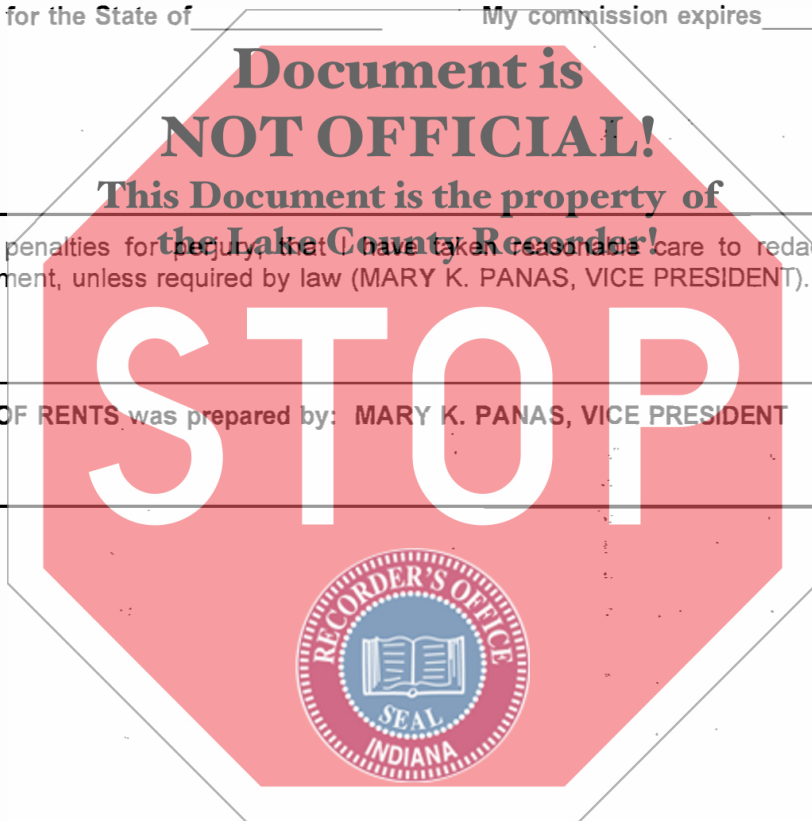 for the State of My commission expires
Document is
NOT OFFICIAL!
This Document is the property of
the Lake County Recorder!
penalties for perjury, that I have taken reasonable care to reda
ment, unless required by law (MARY K. PANAS, VICE PRESIDENT).
STOP
OF RENTS was prepared by: MARY K. PANAS, VICE PRESIDENT
RECORDER'S OFFICE
SEAL
INDIANA